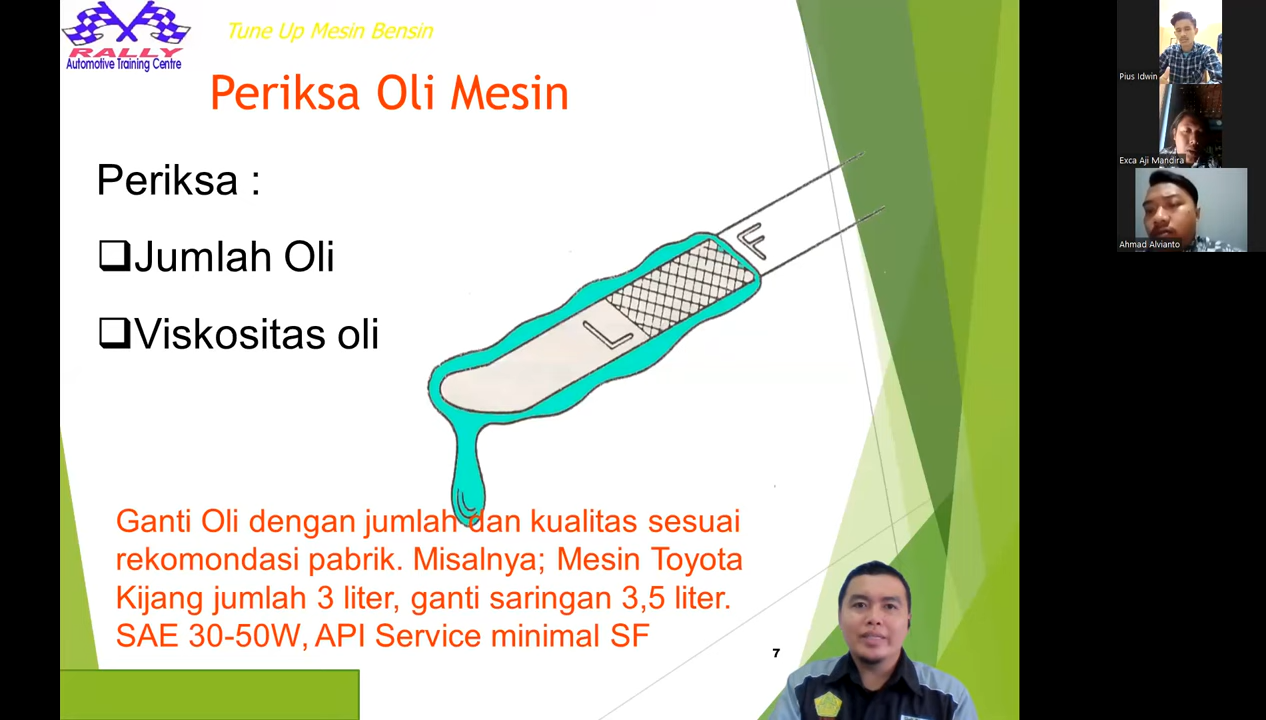 RALLY
Automotive Training Centre
Tune Up Mesin Bensin
Periksa Oli Mesin
Periksa :
Jumlah Oli
Viskositas oli
F
L
Ganti Oli dengan jumlah dan kualitas sesuai
rekomondasi pabrik. Misalnya; Mesin Toyota
Kijang jumlah 3 liter, ganti saringan 3,5 liter.
SAE 30-50W, API Service minimal SF
7
Pius Idwin
Exca Aji Mandira
Ahmad Alvianto